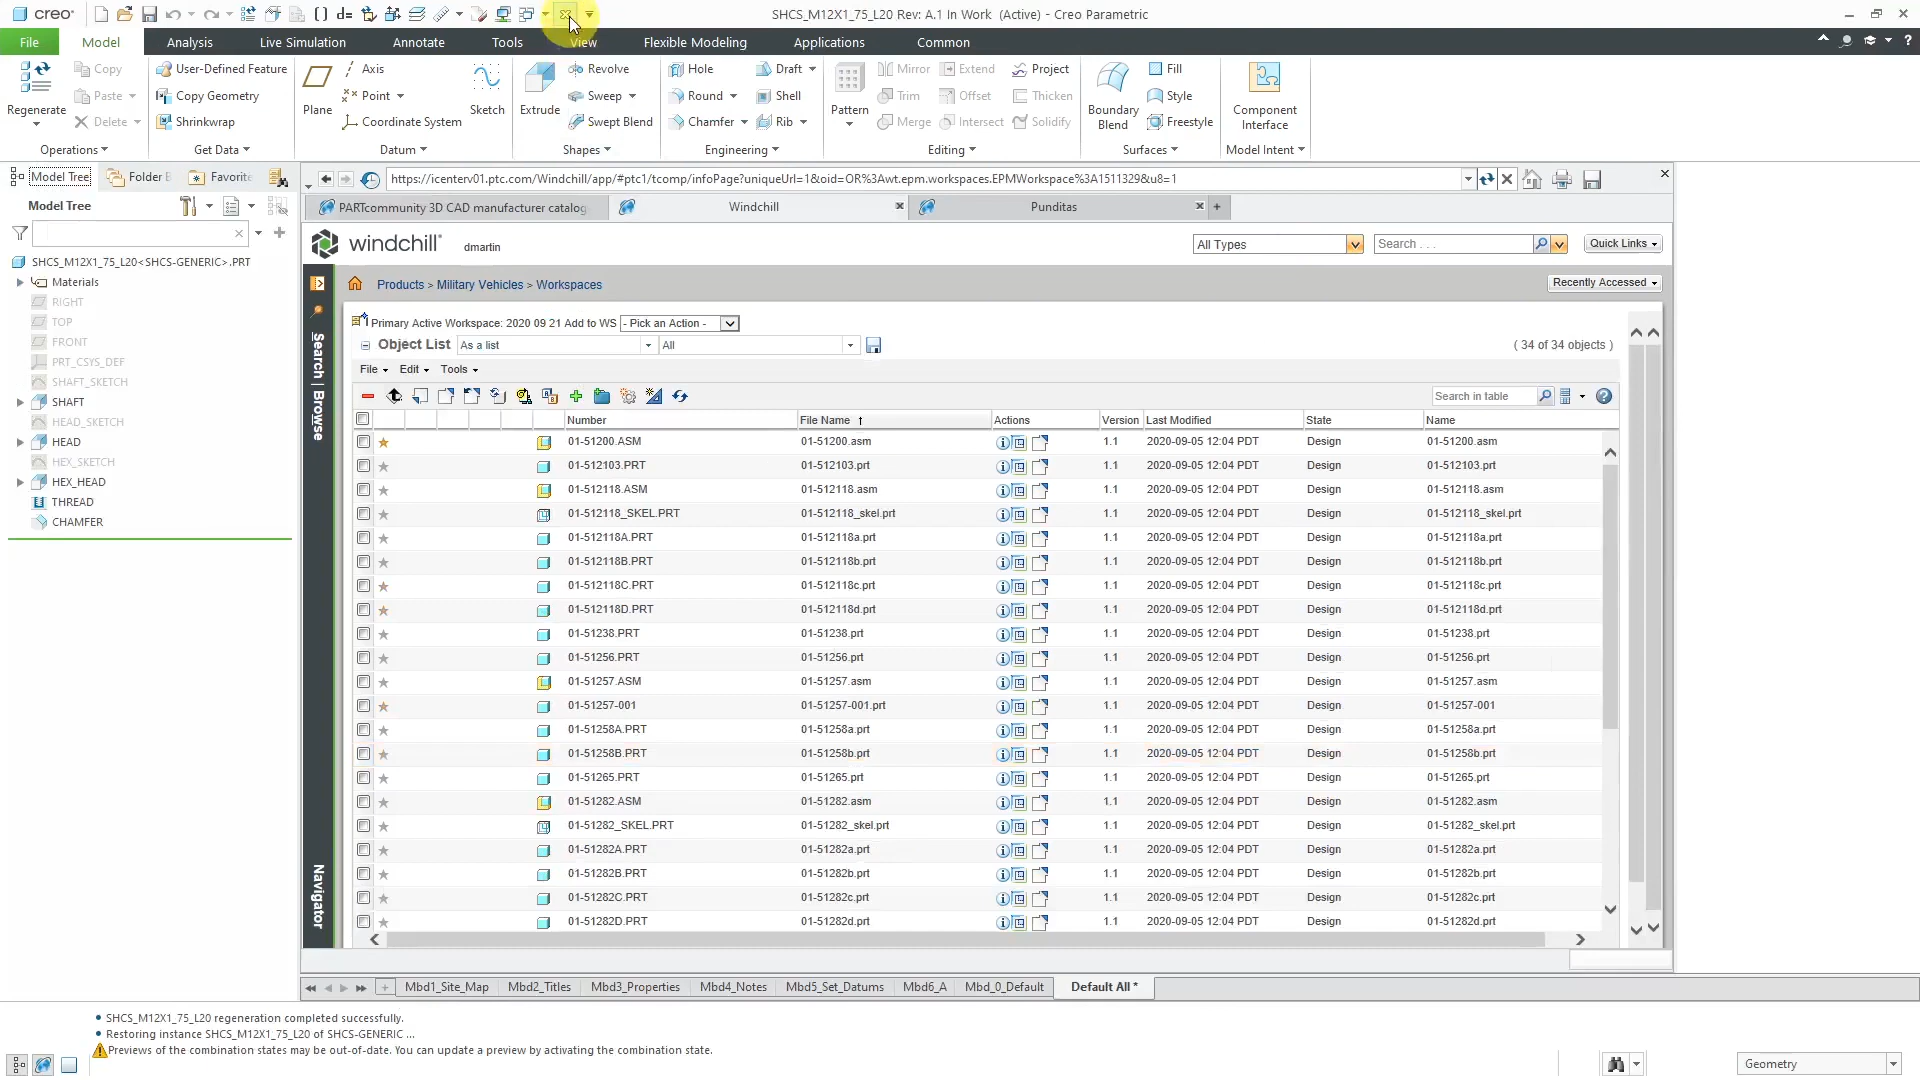 creo
d=
SHCS_M12X1_75_L20 Rev: A.1 In Work (Active) - Creo Parametric
File Model Analysis Live Simulation Annotate Tools View Flexible Modeling Applications Common
Regenerate
Copy
Paste
Delete
Operations
User-Defined Feature
Copy Geometry
Shrinkwrap
Get Data
Plane
Axis
Point
Coordinate System
Sketch
Datum
Extrude
Revolve
Sweep
Swept Blend
Shapes
Hole
Round
Chamfer
Draft
Shell
Rib
Engineering
Pattern
Mirror
Trim
Merge
Extend
Offset
Intersect
Project
Thicken
Solidify
Editing
Boundary
Blend
Fill
Style
Freestyle
Surfaces
Component
Interface
Model Intent
Model Tree Folder B Favorite
Model Tree
SHCS_M12X1_75_L20<SHCS-GENERIC>.PRT
Materials
RIGHT
TOP
FRONT
PRT_CSYS_DEF
SHAFT_SKETCH
SHAFT
HEAD_SKETCH
HEAD
HEX_SKETCH
HEX_HEAD
THREAD
CHAMFER
https://icenterv01.ptc.com/Windchill/app/#ptc1/tcomp/infoPage?uniqueUrl=1&oid=OR%3Awt.epm.workspaces.EPMWorkspace%3A1511329&u8=1
PARTcommunity 3D CAD manufacturer catalog Windchill Punditas
windchill dmartin All Types Search . . . Quick Links
Products > Military Vehicles > Workspaces Recently Accessed
Search | Browse
Navigator
Primary Active Workspace: 2020 09 21 Add to WS - Pick an Action -
Object List As a list All ( 34 of 34 objects )
File Edit Tools
Search in table
Number File Name Actions Version Last Modified State Name
01-51200.ASM 01-51200.asm 1.1 2020-09-05 12:04 PDT Design 01-51200.asm
01-512103.PRT 01-512103.prt 1.1 2020-09-05 12:04 PDT Design 01-512103.prt
01-512118.ASM 01-512118.asm 1.1 2020-09-05 12:04 PDT Design 01-512118.asm
01-512118_SKEL.PRT 01-512118_skel.prt 1.1 2020-09-05 12:04 PDT Design 01-512118_skel.prt
01-512118A.PRT 01-512118a.prt 1.1 2020-09-05 12:04 PDT Design 01-512118a.prt
01-512118B.PRT 01-512118b.prt 1.1 2020-09-05 12:04 PDT Design 01-512118b.prt
01-512118C.PRT 01-512118c.prt 1.1 2020-09-05 12:04 PDT Design 01-512118c.prt
01-512118D.PRT 01-512118d.prt 1.1 2020-09-05 12:04 PDT Design 01-512118d.prt
01-51238.PRT 01-51238.prt 1.1 2020-09-05 12:04 PDT Design 01-51238.prt
01-51256.PRT 01-51256.prt 1.1 2020-09-05 12:04 PDT Design 01-51256.prt
01-51257.ASM 01-51257.asm 1.1 2020-09-05 12:04 PDT Design 01-51257.asm
01-51257-001 01-51257-001.prt 1.1 2020-09-05 12:04 PDT Design 01-51257-001
01-51258A.PRT 01-51258a.prt 1.1 2020-09-05 12:04 PDT Design 01-51258a.prt
01-51258B.PRT 01-51258b.prt 1.1 2020-09-05 12:04 PDT Design 01-51258b.prt
01-51265.PRT 01-51265.prt 1.1 2020-09-05 12:04 PDT Design 01-51265.prt
01-51282.ASM 01-51282.asm 1.1 2020-09-05 12:04 PDT Design 01-51282.asm
01-51282_SKEL.PRT 01-51282_skel.prt 1.1 2020-09-05 12:04 PDT Design 01-51282_skel.prt
01-51282A.PRT 01-51282a.prt 1.1 2020-09-05 12:04 PDT Design 01-51282a.prt
01-51282B.PRT 01-51282b.prt 1.1 2020-09-05 12:04 PDT Design 01-51282b.prt
01-51282C.PRT 01-51282c.prt 1.1 2020-09-05 12:04 PDT Design 01-51282c.prt
01-51282D.PRT 01-51282d.prt 1.1 2020-09-05 12:04 PDT Design 01-51282d.prt
Mbd1_Site_Map Mbd2_Titles Mbd3_Properties Mbd4_Notes Mbd5_Set_Datums Mbd6_A Mbd_0_Default Default All *
• SHCS_M12X1_75_L20 regeneration completed successfully.
• Restoring instance SHCS_M12X1_75_L20 of SHCS-GENERIC ...
Previews of the combination states may be out-of-date. You can update a preview by activating the combination state.
Geometry